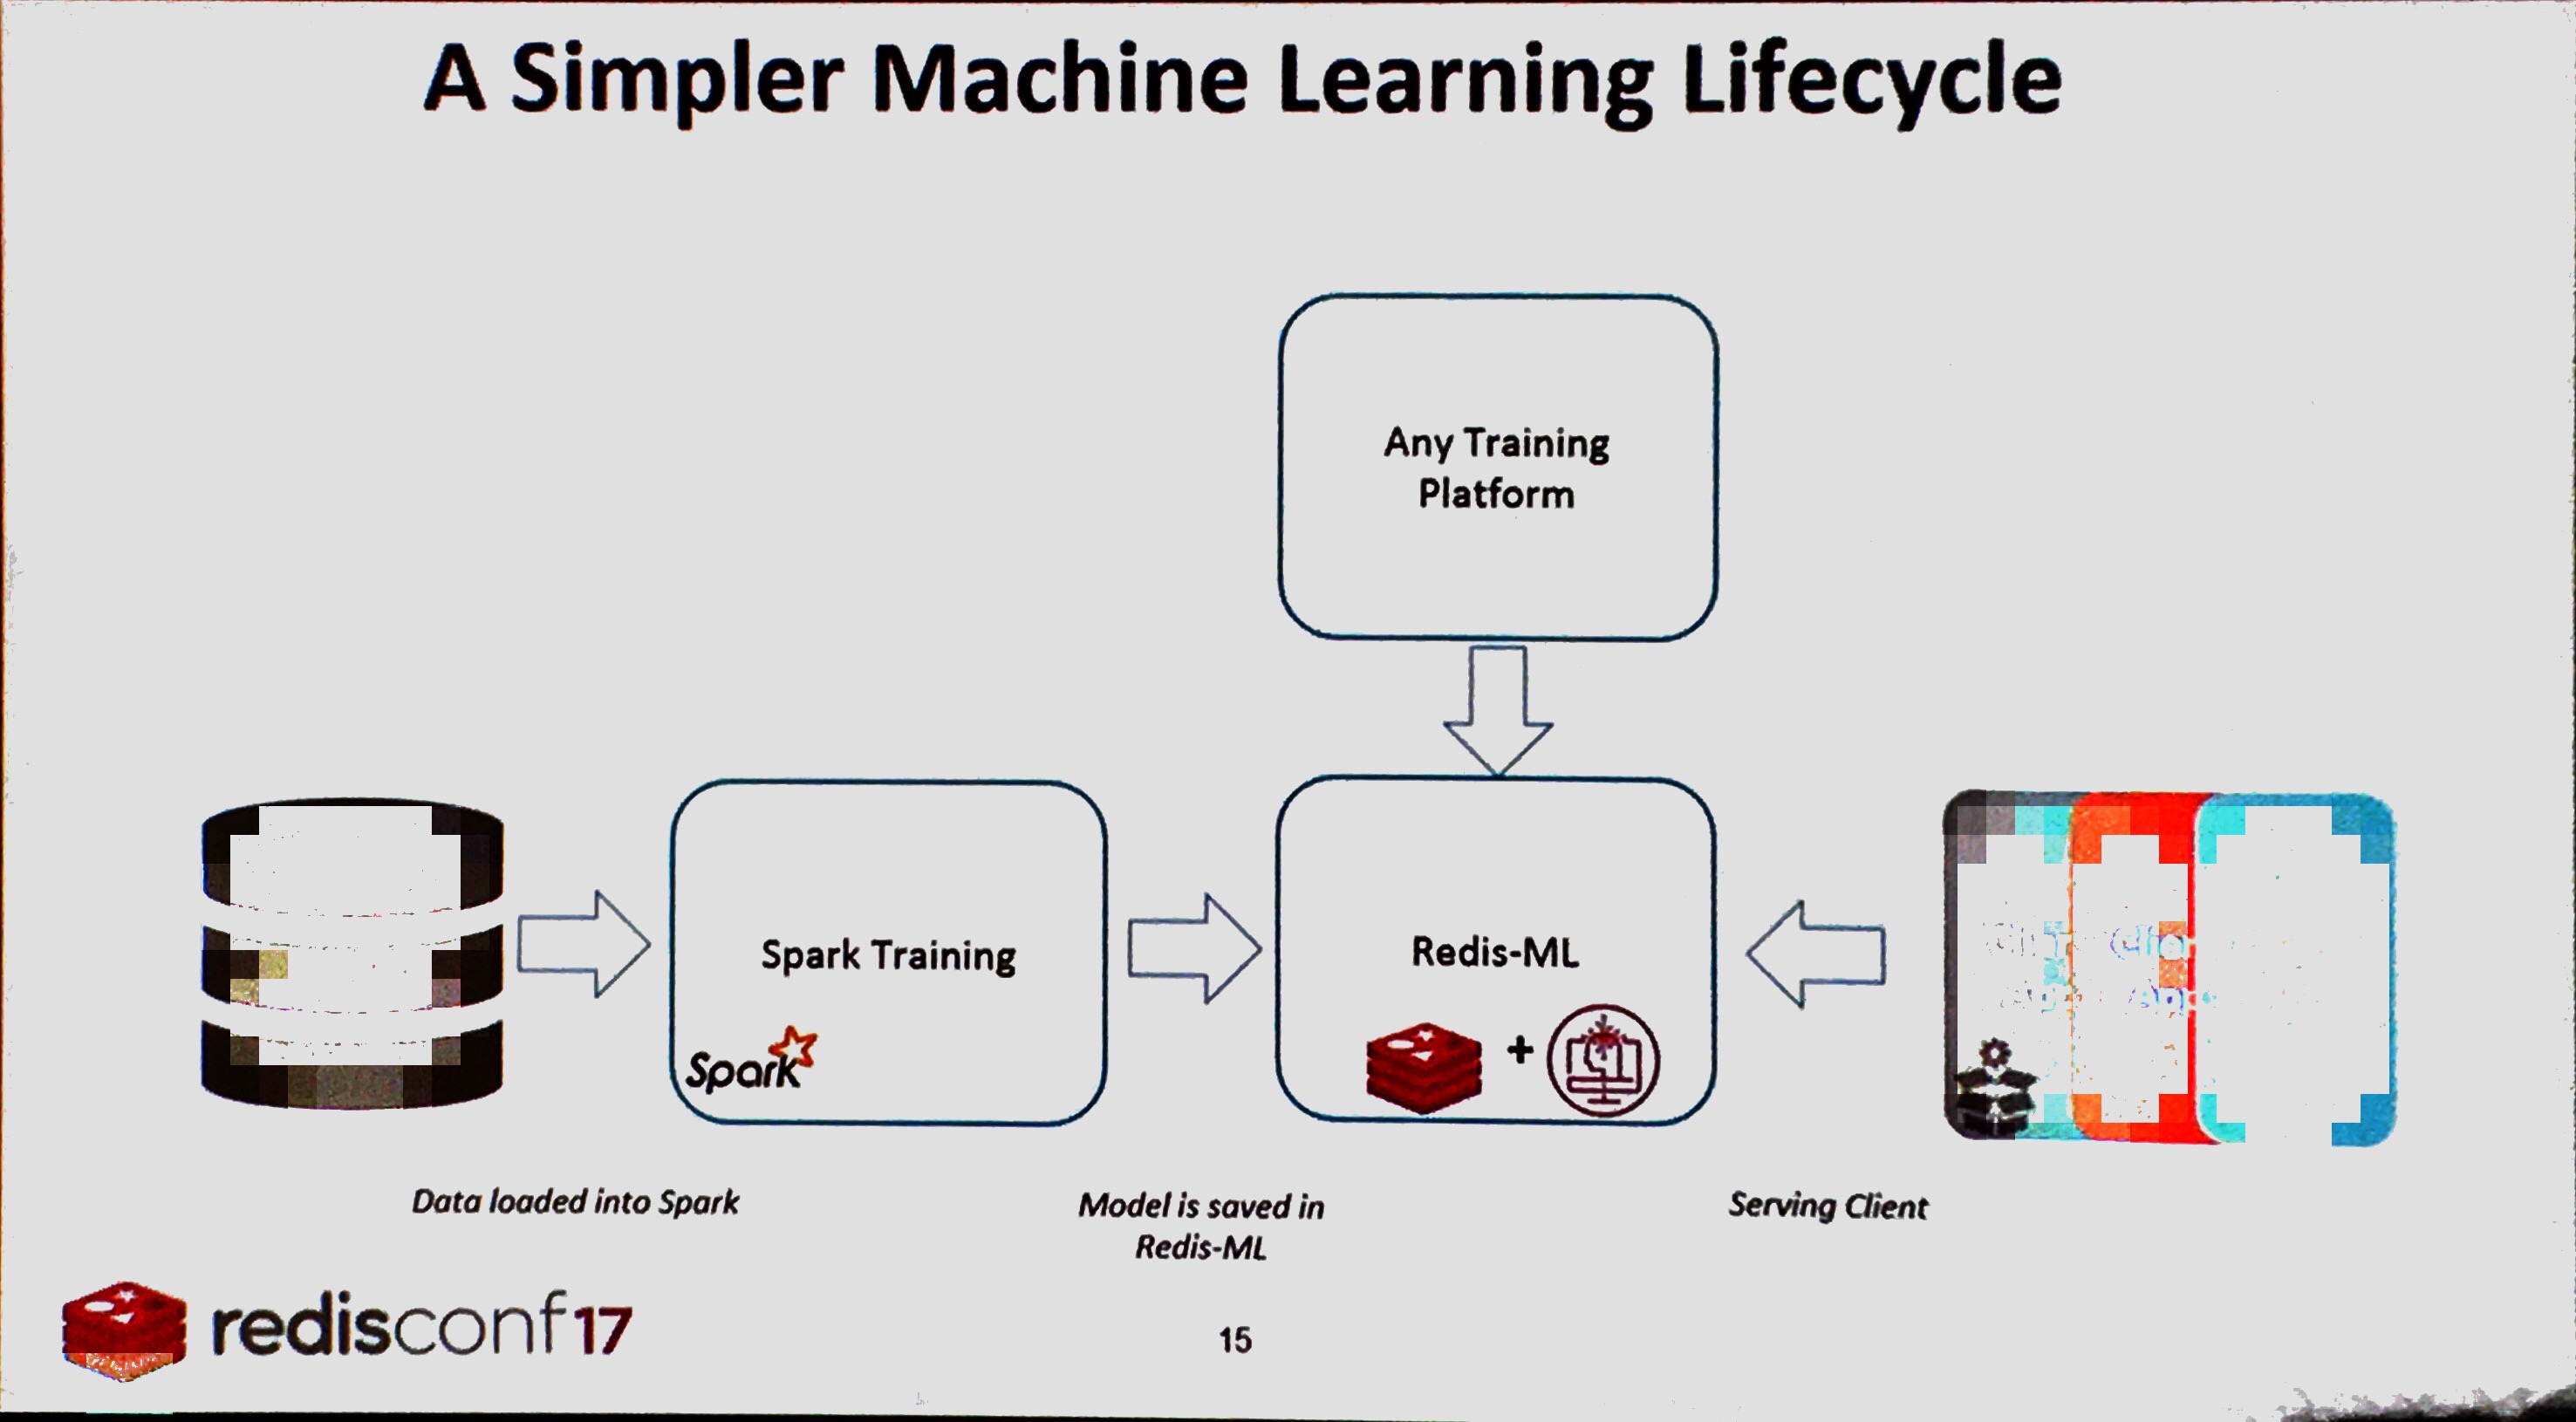 A Simpler Machine Learning Lifecycle
Any Training
Platform
Spark Training
Spark
Redis-ML
+
Data loaded into Spark
Model is saved in
Redis-ML
Serving Client
redisconf17
15